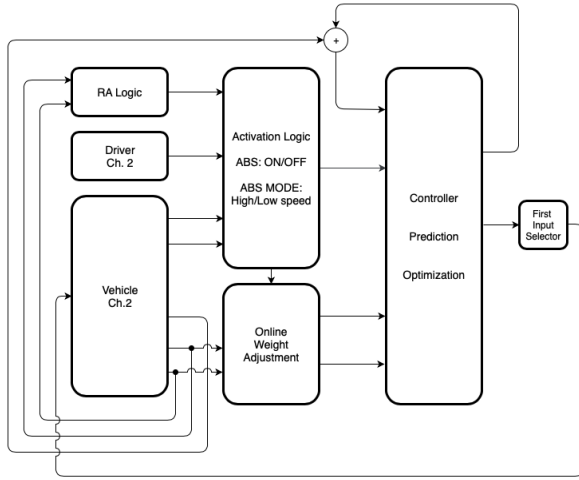 +
RA Logic
Driver
Ch. 2
Activation Logic
ABS: ON/OFF
ABS MODE:
High/Low speed
Vehicle
Ch.2
Online
Weight
Adjustment
Controller
Prediction
Optimization
First
Input
Selector